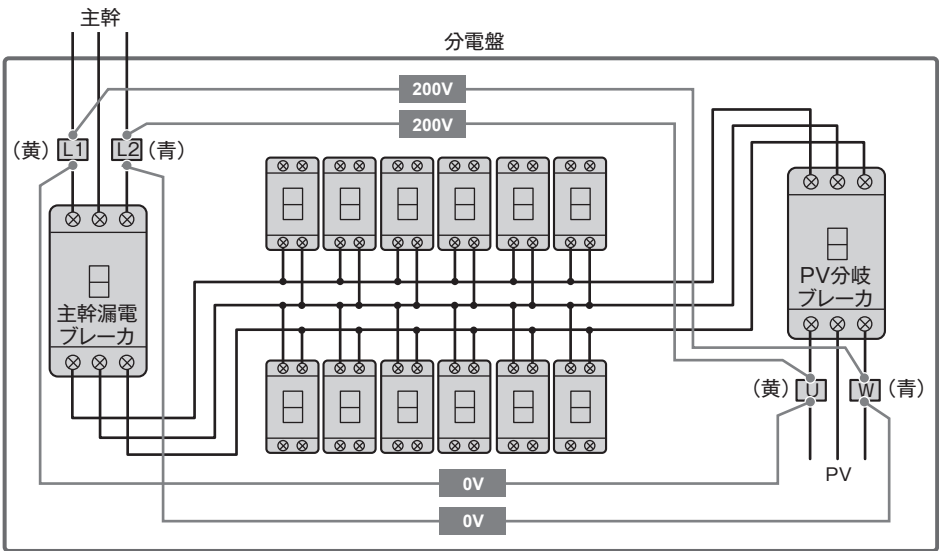 主幹
分電盤
200V
200V
（黄）L1 L2（青）
主幹漏電
ブレーカ
PV分岐
ブレーカ
（黄）U W（青）
PV
0V
0V